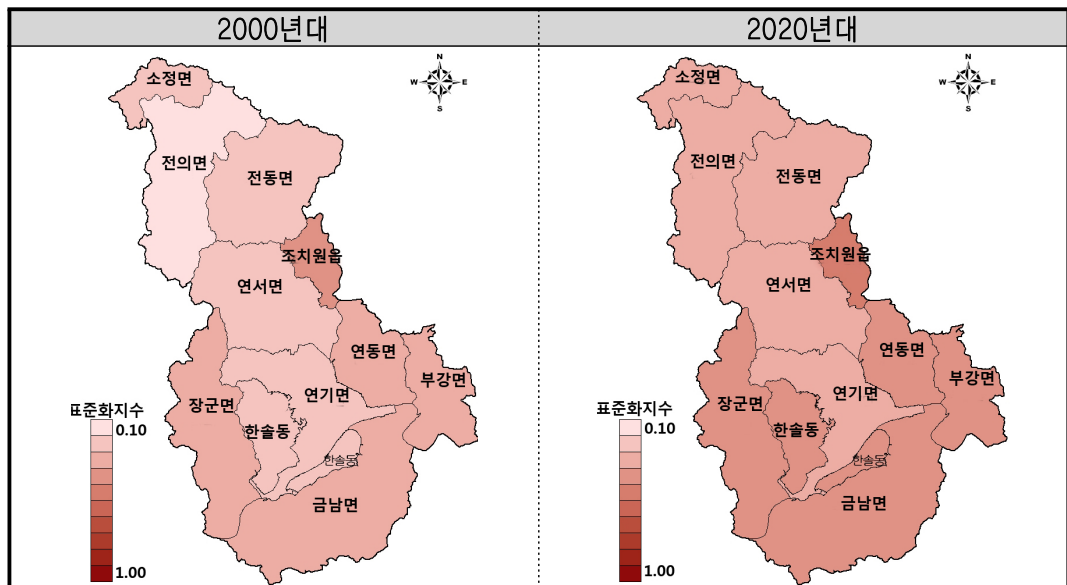 2000년대
N
W E
S
소정면
전의면
전동면
조치원읍
연서면
연동면
부강면
연기면
장군면
한솔동
한솔동
금남면
표준화지수
0.10
1.00
2020년대
N
W E
S
소정면
전의면
전동면
조치원읍
연서면
연동면
부강면
연기면
장군면
한솔동
한솔동
금남면
표준화지수
0.10
1.00